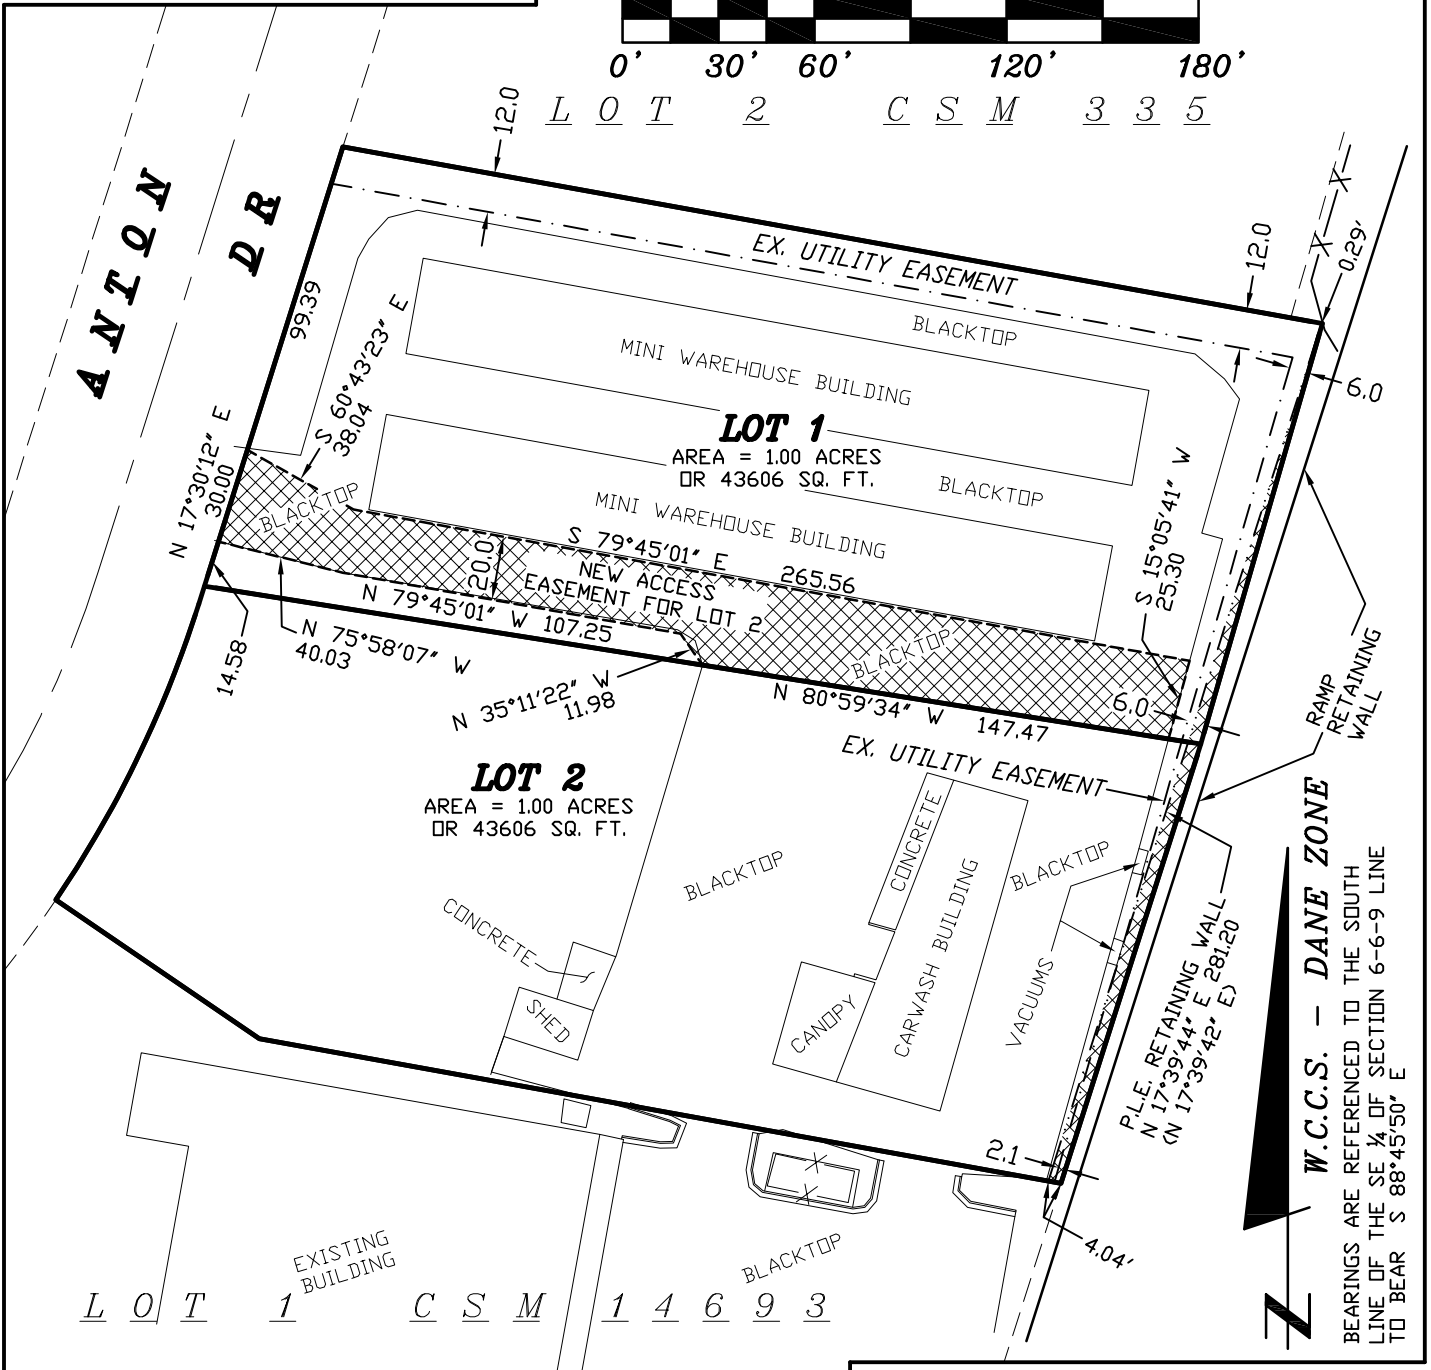 0' 30' 60' 120' 180'
LOT 2 CSM 335
ANTON
DR
12.0
12.0
0.29'
X
X
EX. UTILITY EASEMENT
BLACKTOP
99.39
S 60°43'23" E
38.04
MINI WAREHOUSE BUILDING
6.0
LOT 1
AREA = 1.00 ACRES
OR 43606 SQ. FT.
N 17°30'12" E
30.00
BLACKTOP
BLACKTOP
MINI WAREHOUSE BUILDING
S 15°05'41" W
25.30
S 79°45'01" E 265.56
20.0
NEW ACCESS
EASEMENT FOR LOT 2
N 79°45'01" W 107.25
BLACKTOP
14.58
N 75°58'07" W
40.03
N 35°11'22" W
11.98
N 80°59'34" W 147.47
6.0
RAMP
RETAINING
WALL
EX. UTILITY EASEMENT
LOT 2
AREA = 1.00 ACRES
OR 43606 SQ. FT.
CONCRETE
BLACKTOP
BLACKTOP
CONCRETE
CARWASH BUILDING
SHED
CANOPY
VACUUMS
P.L.E. RETAINING WALL
N 17°39'44" E 281.20
(N 17°39'42" E)
2.1
4.04'
X
X
EXISTING
BUILDING
BLACKTOP
LOT 1 CSM 14693
N
W.C.C.S. - DANE ZONE
BEARINGS ARE REFERENCED TO THE SOUTH
LINE OF THE SE ¼ OF SECTION 6-6-9 LINE
TO BEAR S 88°45'50" E